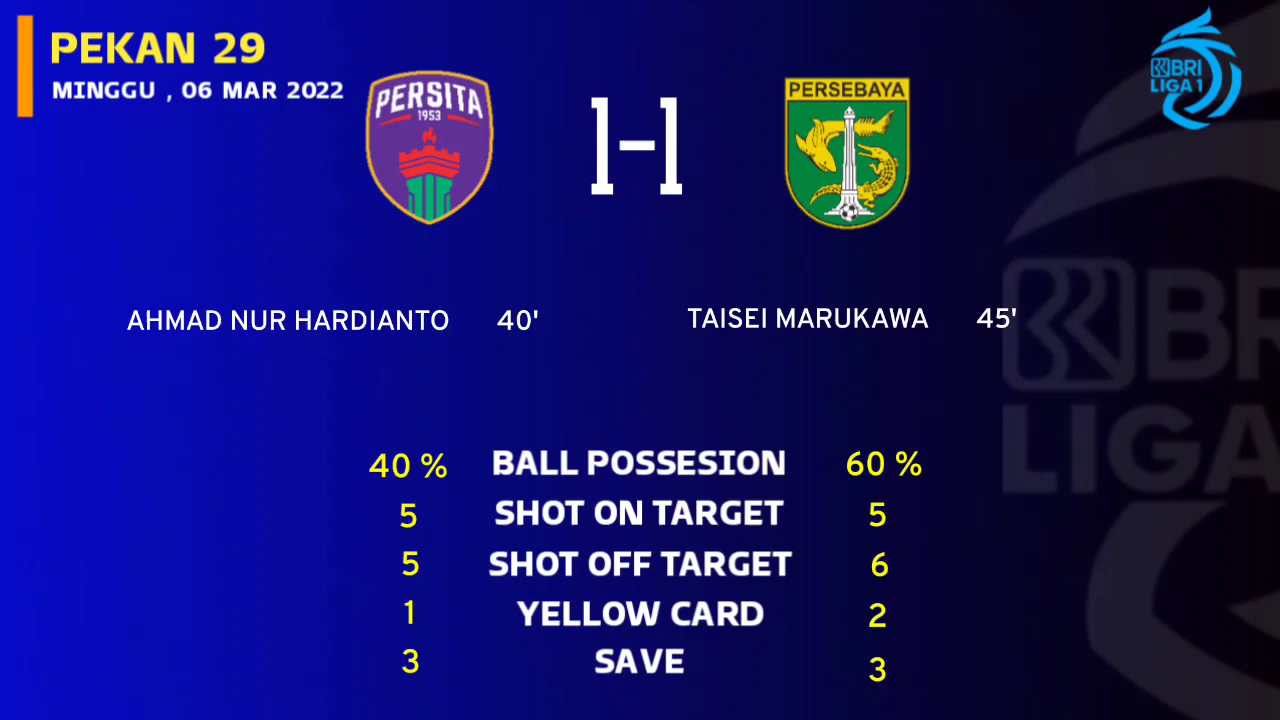 PEKAN 29
MINGGU , 06 MAR 2022
PERSITA
1953
1-1
PERSEBAYA
BRI
LIGA 1
AHMAD NUR HARDIANTO 40'
TAISEI MARUKAWA 45'
BR
LIGA
40 % BALL POSSESION 60 %
5 SHOT ON TARGET 5
5 SHOT OFF TARGET 6
1 YELLOW CARD 2
3 SAVE 3